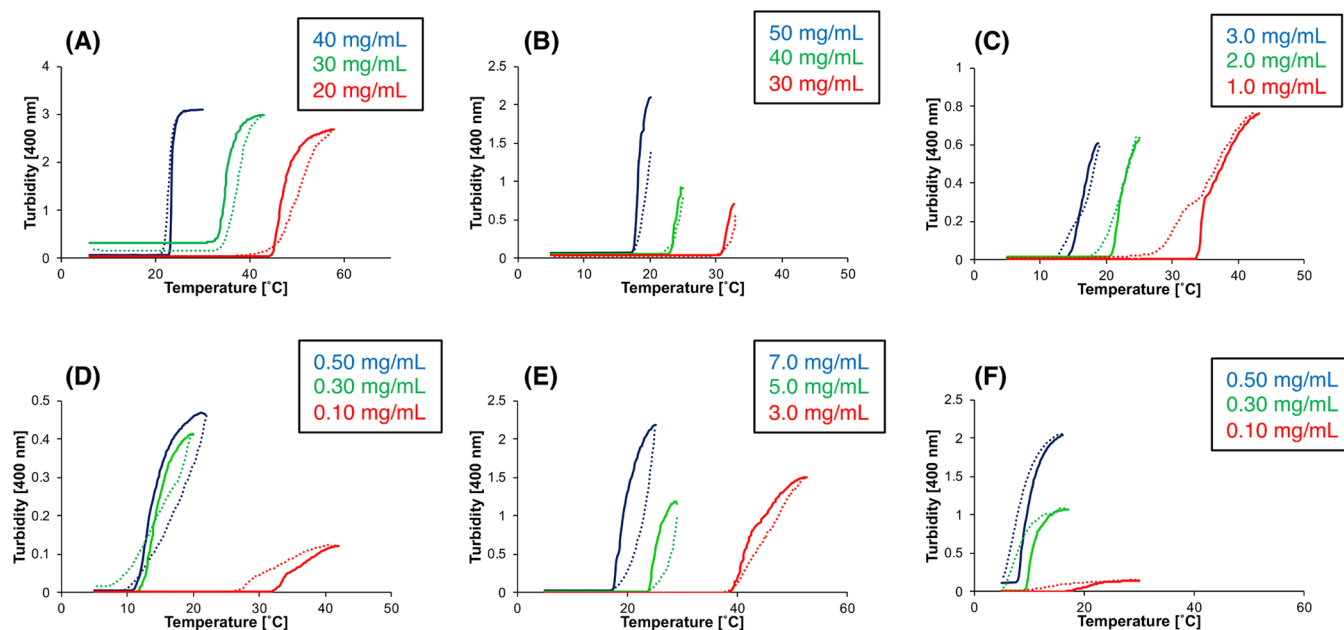 (A)
40 mg/mL
30 mg/mL
20 mg/mL
Turbidity [400 nm]
4
3
2
1
0
0 20 40 60
Temperature [˚C]
(B)
50 mg/mL
40 mg/mL
30 mg/mL
Turbidity [400 nm]
2.5
2
1.5
1
0.5
0
0 10 20 30 40 50
Temperature [˚C]
(C)
3.0 mg/mL
2.0 mg/mL
1.0 mg/mL
Turbidity [400 nm]
1
0.8
0.6
0.4
0.2
0
0 10 20 30 40 50
Temperature [˚C]
(D)
0.50 mg/mL
0.30 mg/mL
0.10 mg/mL
Turbidity [400 nm]
0.5
0.4
0.3
0.2
0.1
0
0 10 20 30 40 50
Temperature [˚C]
(E)
7.0 mg/mL
5.0 mg/mL
3.0 mg/mL
Turbidity [400 nm]
2.5
2
1.5
1
0.5
0
0 20 40 60
Temperature [˚C]
(F)
0.50 mg/mL
0.30 mg/mL
0.10 mg/mL
Turbidity [400 nm]
2.5
2
1.5
1
0.5
0
0 20 40 60
Temperature [˚C]